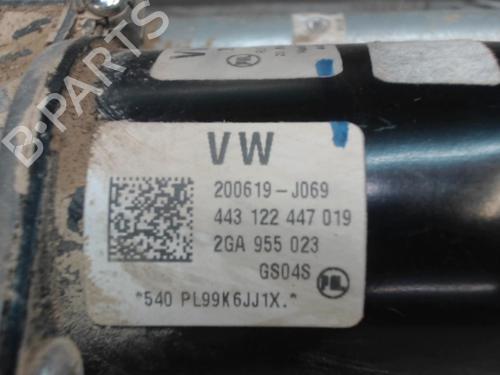 VW
200619-J069
443 122 447 019
2GA 955 023
GS04S
*540 PL99K6JJ1X.*
B-PARTS